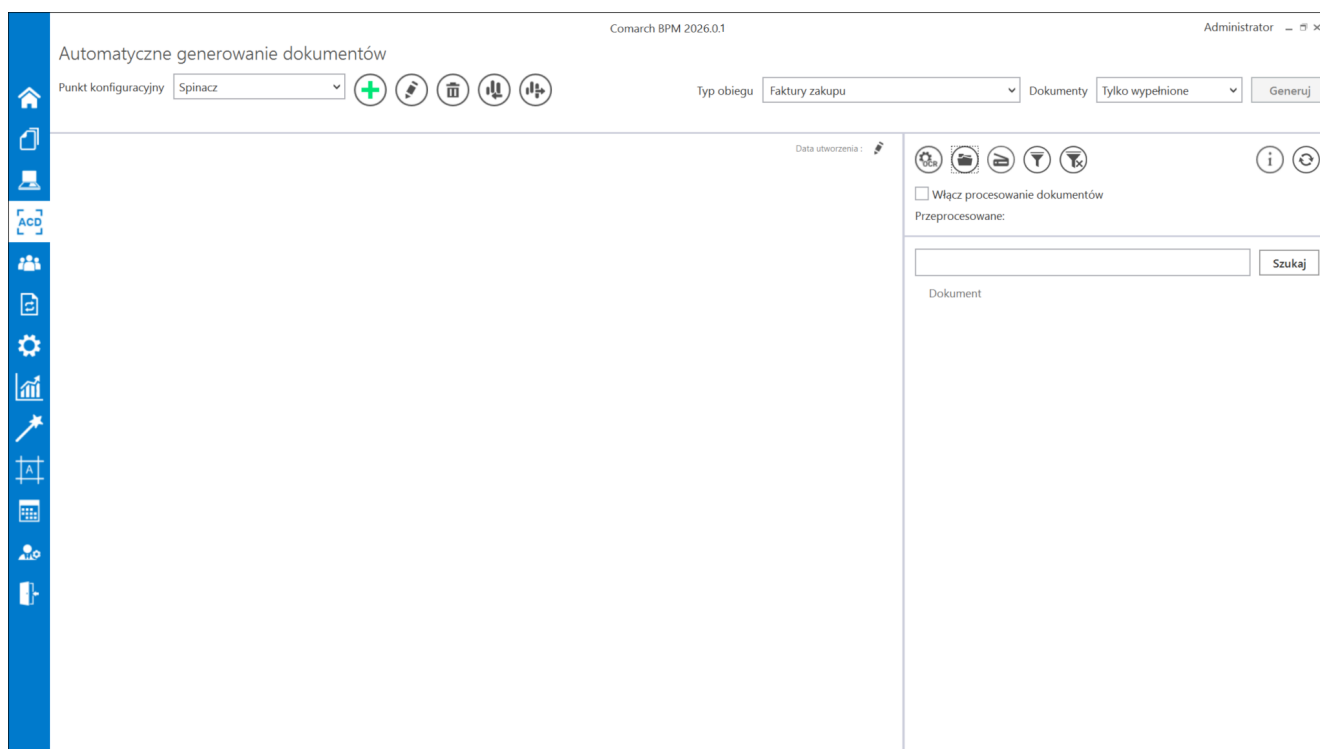 Comarch BPM 2026.0.1
Administrator
Automatyczne generowanie dokumentów
Punkt konfiguracyjny Spinacz
Typ obiegu Faktury zakupu Dokumenty Tylko wypełnione Generuj
Data utworzenia :
OCR
Włącz procesowanie dokumentów
Przeprocesowane:
ACD
Szukaj
Dokument
A